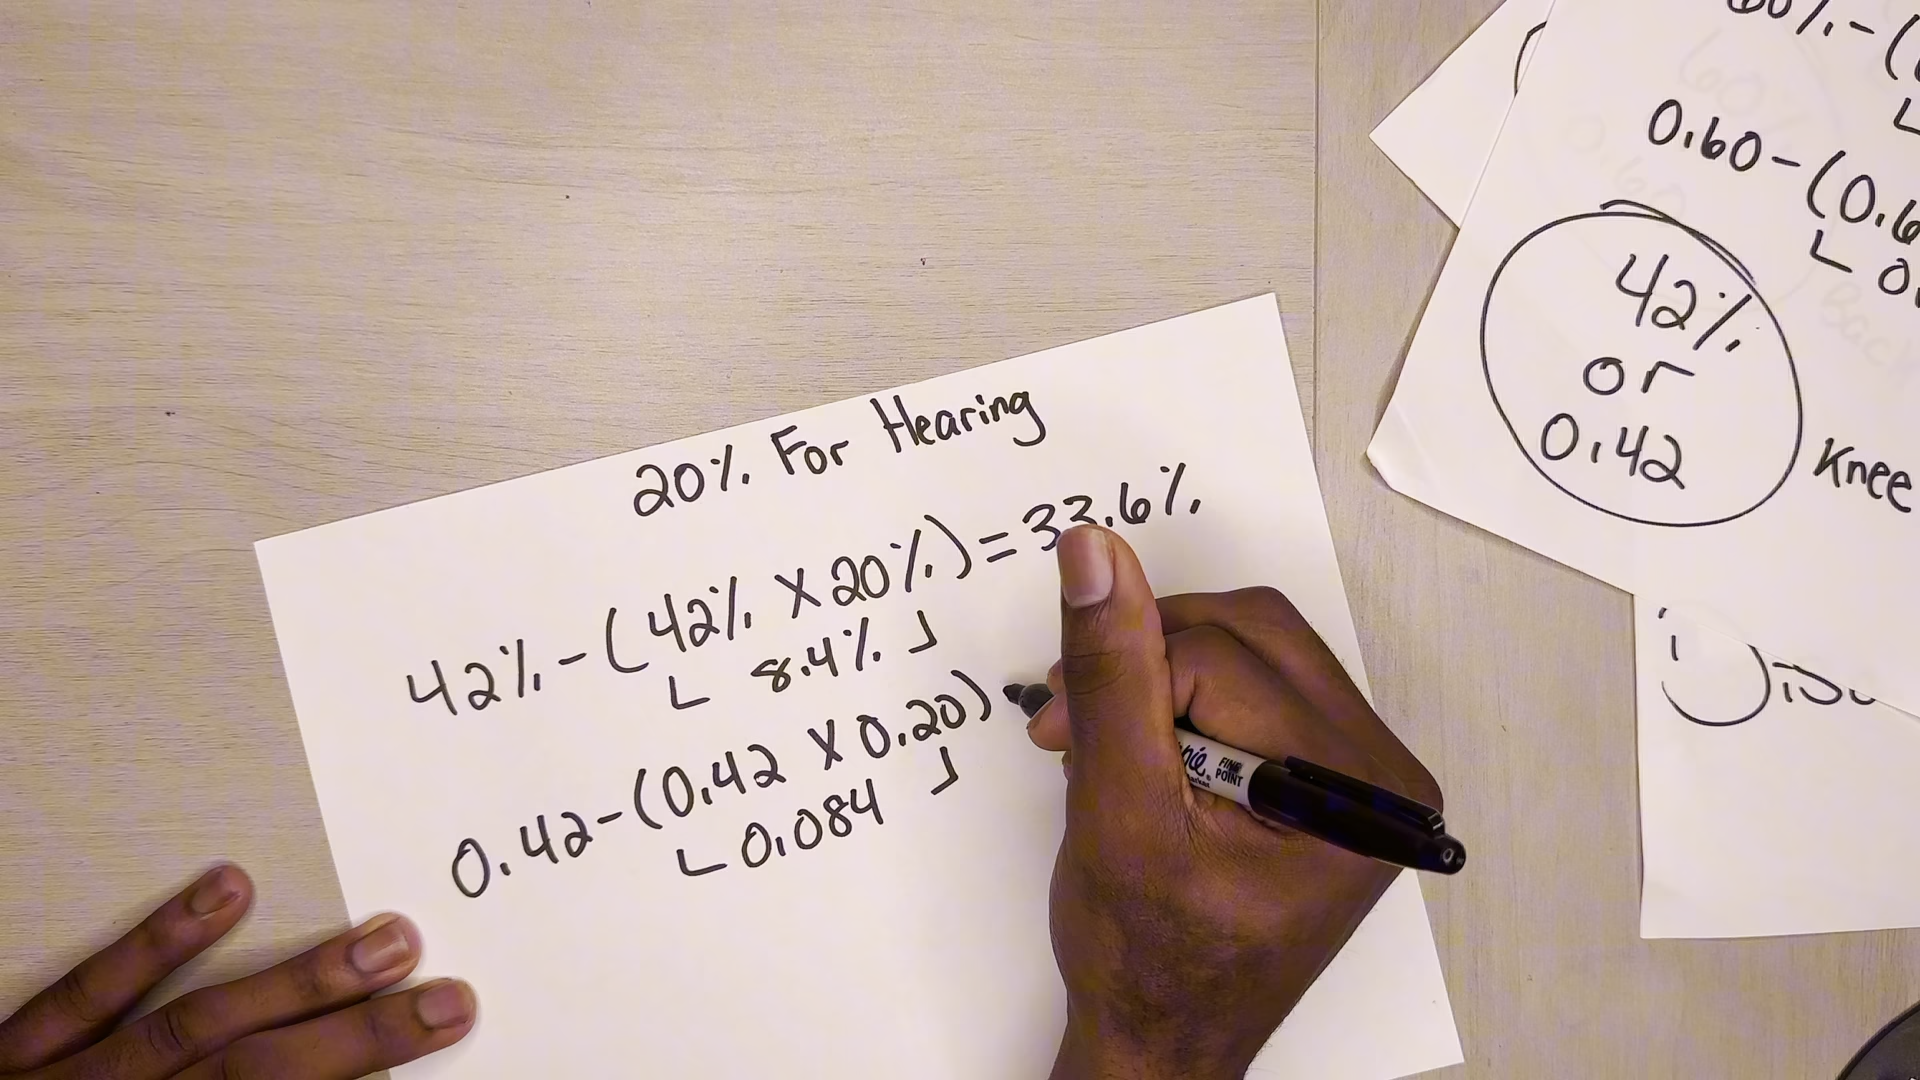 20% For Hearing
42% - (42% X 20%) = 33.6%
8.4%
0.42 - (0.42 X 0.20)
0.084
FINE
POINT
60% - (
0.60 - (0.6
0.
42%
or
0.42
Knee